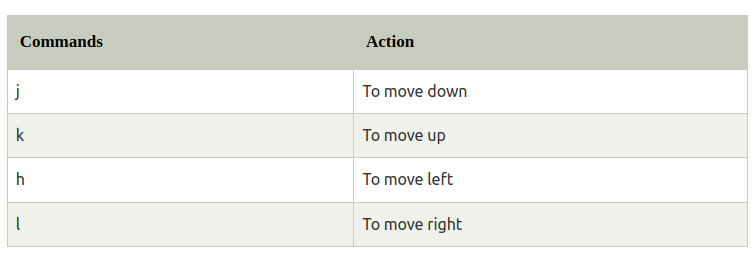 Commands Action
j To move down
k To move up
h To move left
l To move right